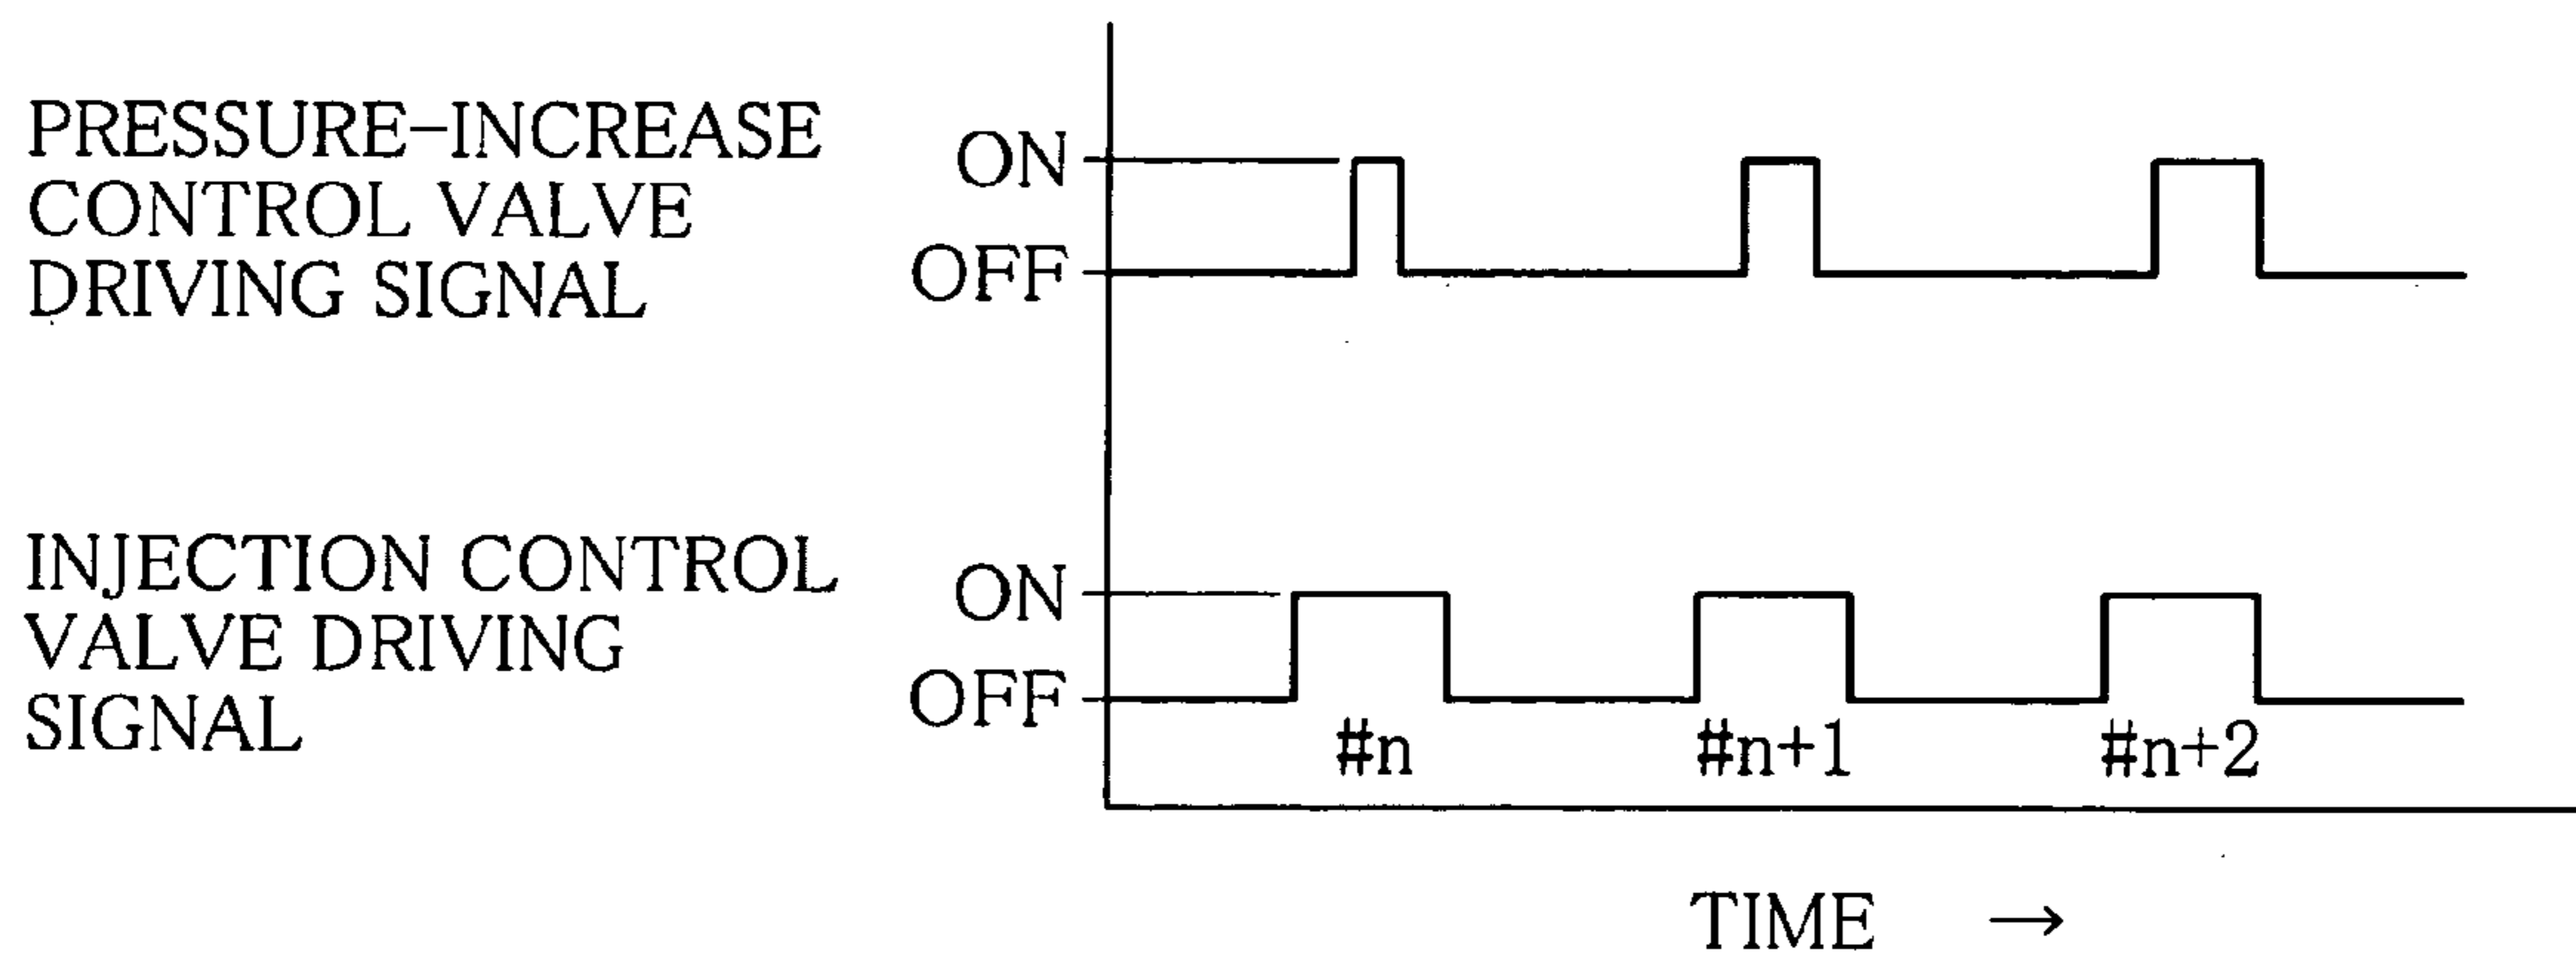 PRESSURE-INCREASE
CONTROL VALVE
DRIVING SIGNAL
ON
OFF
INJECTION CONTROL
VALVE DRIVING
SIGNAL
ON
OFF
#n
#n+1
#n+2
TIME →